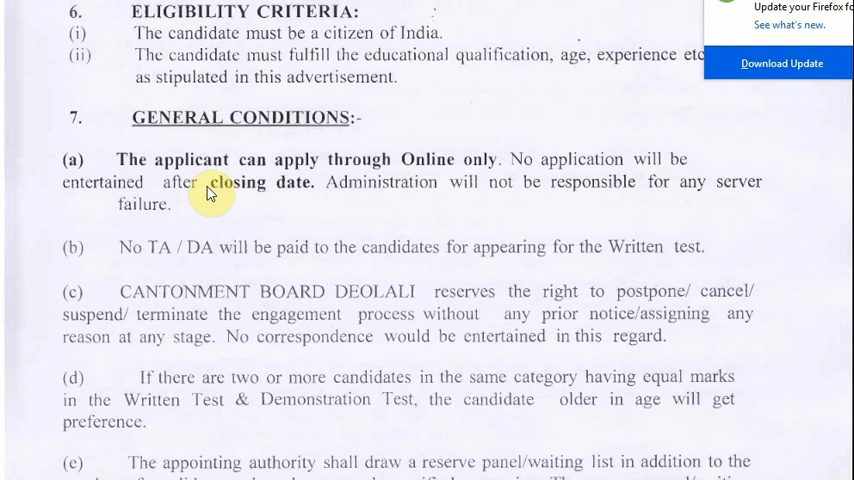 6. ELIGIBILITY CRITERIA:
(i) The candidate must be a citizen of India.
(ii) The candidate must fulfill the educational qualification, age, experience etc
as stipulated in this advertisement.
7. GENERAL CONDITIONS:-
(a) The applicant can apply through Online only. No application will be
entertained after closing date. Administration will not be responsible for any server
failure.
(b) No TA / DA will be paid to the candidates for appearing for the Written test.
(c) CANTONMENT BOARD DEOLALI reserves the right to postpone/ cancel/
suspend/ terminate the engagement process without any prior notice/assigning any
reason at any stage. No correspondence would be entertained in this regard.
(d) If there are two or more candidates in the same category having equal marks
in the Written Test & Demonstration Test, the candidate older in age will get
preference.
(e) The appointing authority shall draw a reserve panel/waiting list in addition to the
Update your Firefox fo
See what's new.
Download Update